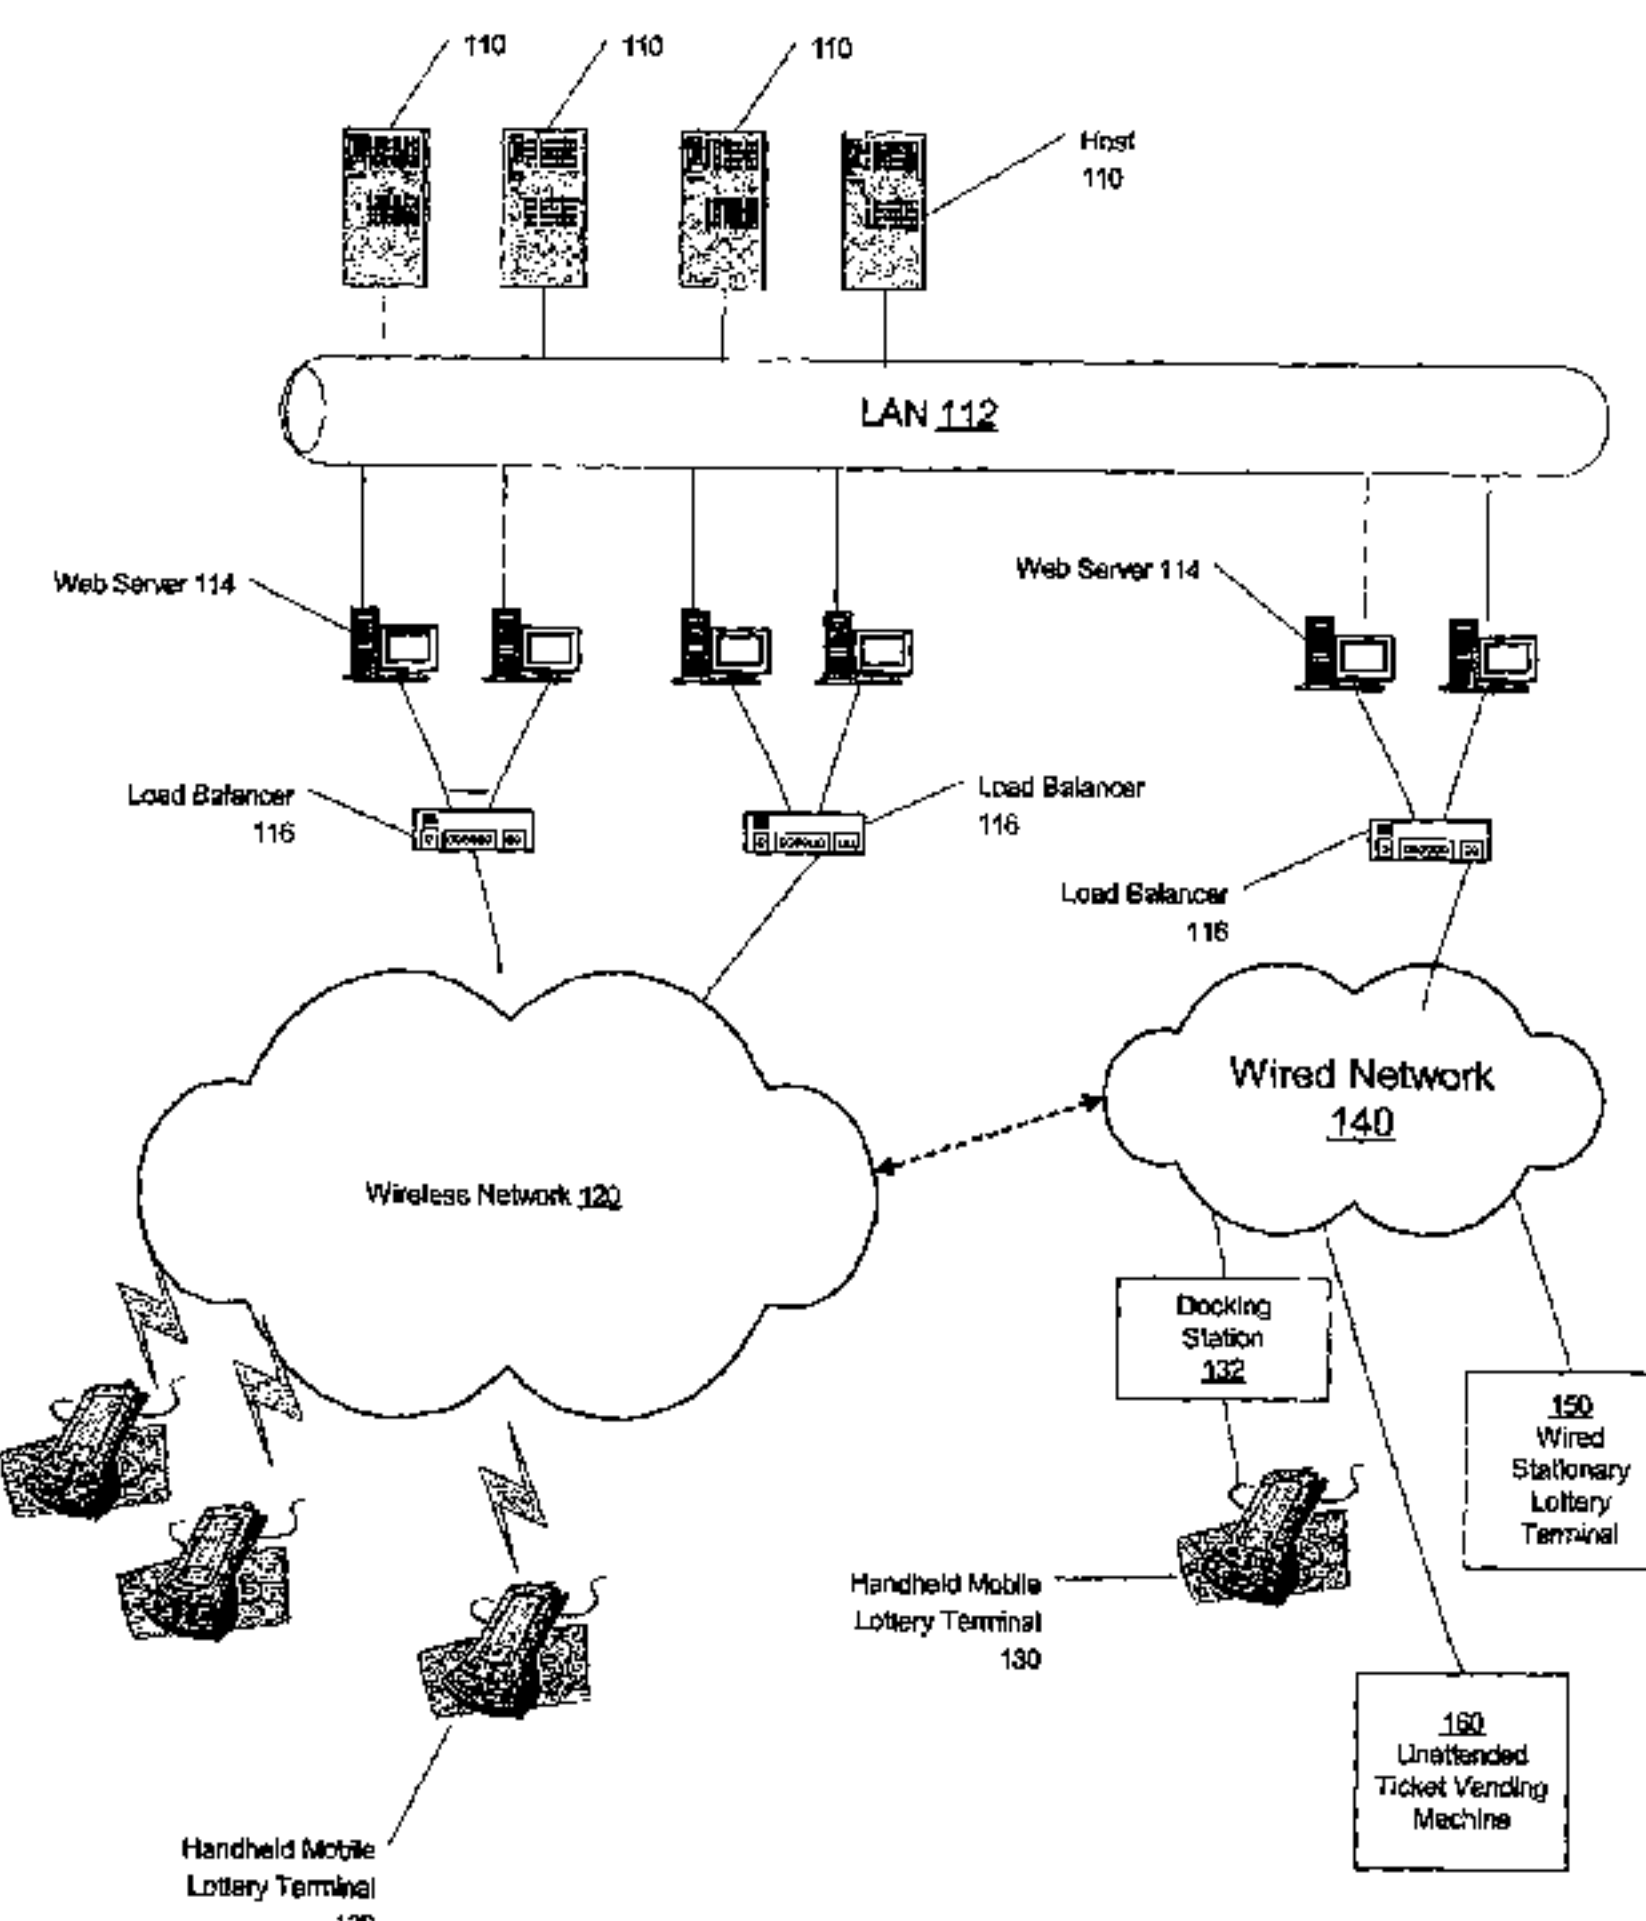 110
110
110
Host
110
LAN 112
Web Server 114
Web Server 114
Load Balancer
116
Load Balancer
116
Load Balancer
116
Wired Network
140
Wireless Network 120
Docking
Station
132
150
Wired
Stationary
Lottery
Terminal
Handheld Mobile
Lottery Terminal
130
160
Unattended
Ticket Vending
Machine
Handheld Mobile
Lottery Terminal